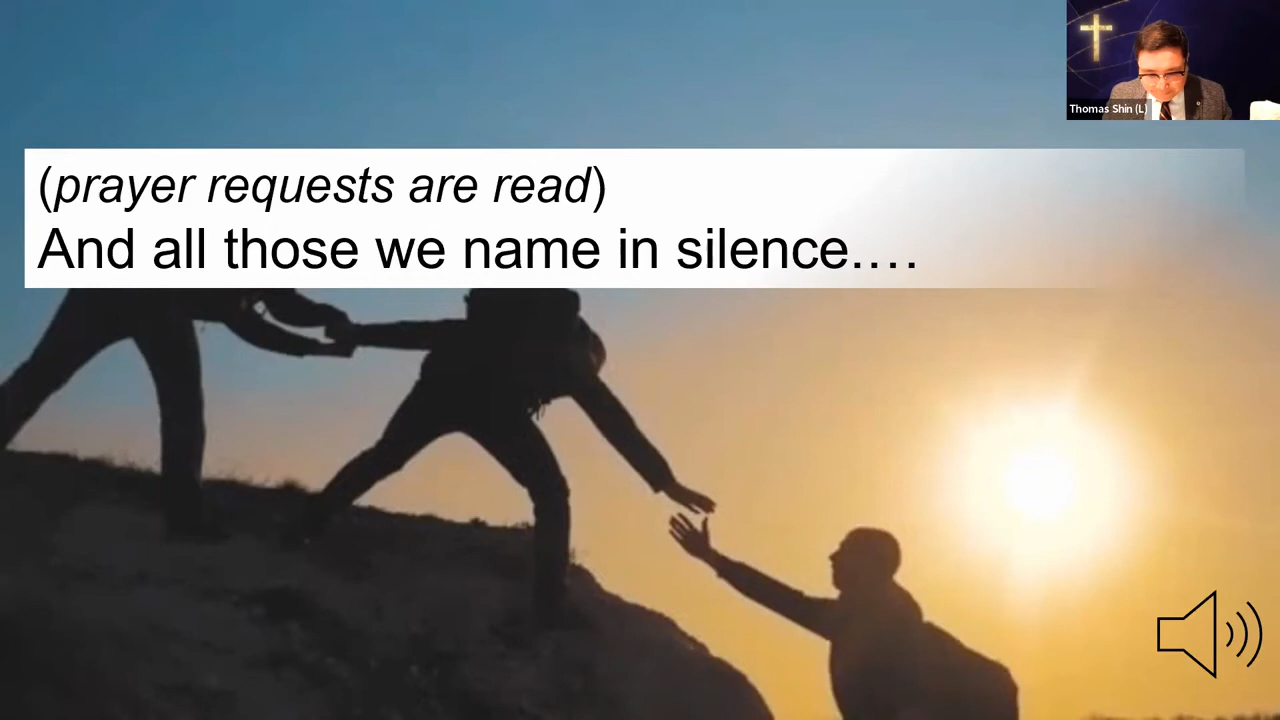 Thomas Shin (L)
(prayer requests are read)
And all those we name in silence....